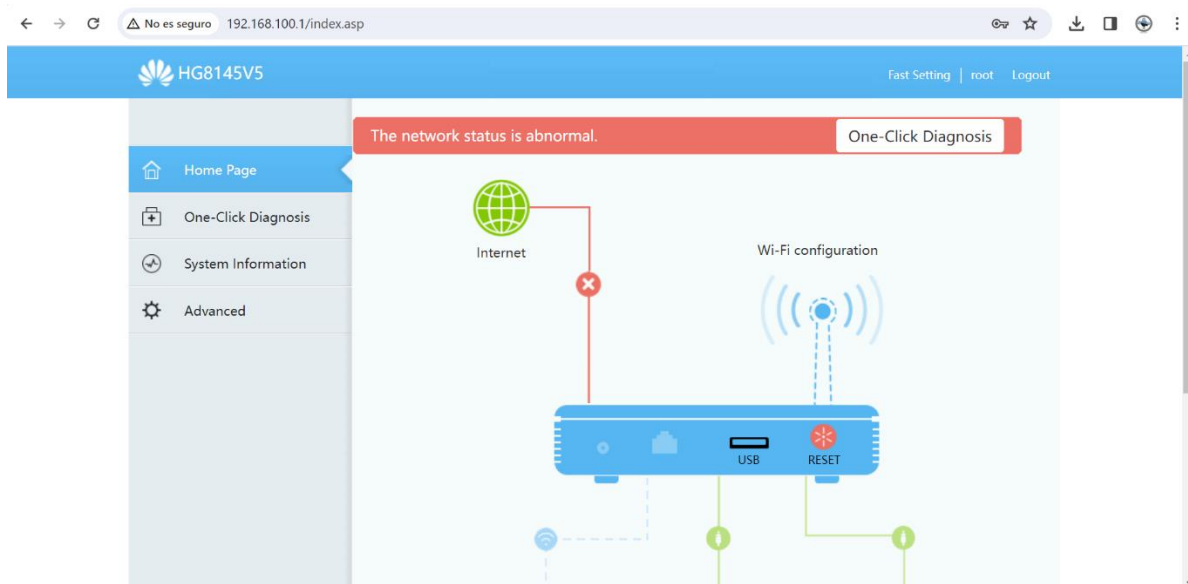 No es seguro 192.168.100.1/index.asp
HG8145V5
Fast Setting | root Logout
The network status is abnormal.
One-Click Diagnosis
Home Page
One-Click Diagnosis
System Information
Advanced
Internet
Wi-Fi configuration
USB
RESET